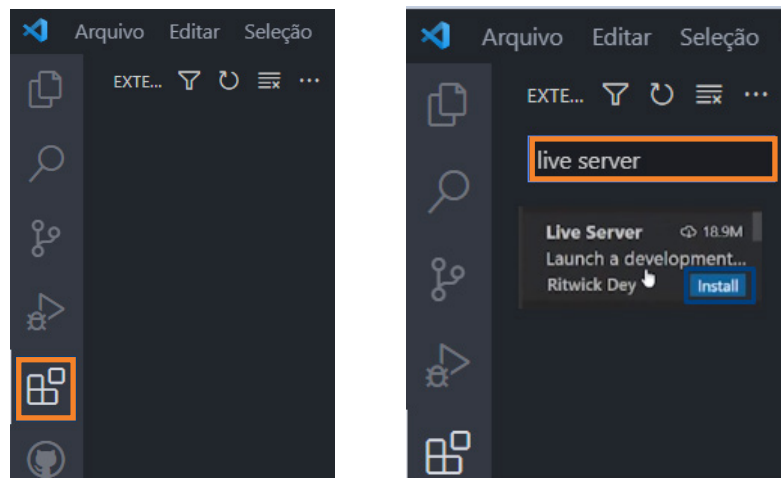 Arquivo Editar Seleção
EXTE...
Arquivo Editar Seleção
EXTE...
live server
Live Server 18.9M
Launch a development...
Ritwick Dey Install